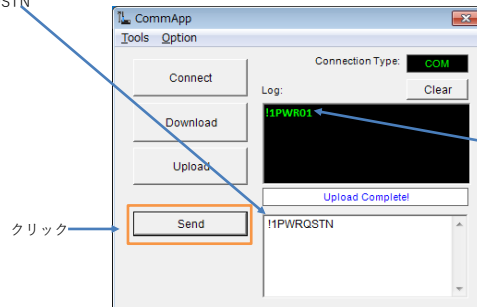 STN
CommApp
Tools Option
Connection Type: COM
Connect
Log: Clear
!1PWR01
Download
Upload
Upload Complete!
クリック
Send
!1PWRQSTN